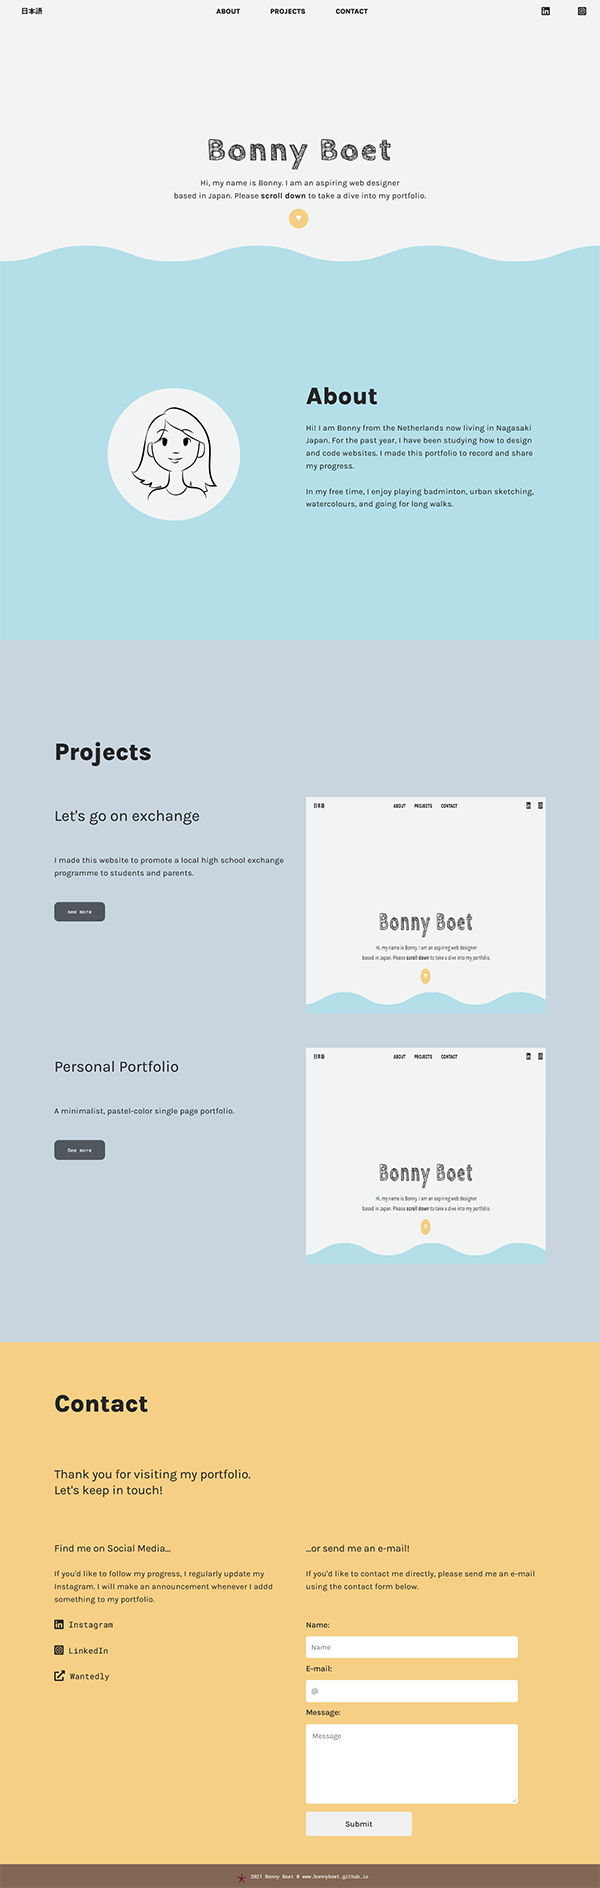 日本語
ABOUT PROJECTS CONTACT
Bonny Boet
Hi, my name is Bonny. I am an aspiring web designer
based in Japan. Please scroll down to take a dive into my portfolio.
About
Hi! I am Bonny from the Netherlands now living in Nagasaki
Japan. For the past year, I have been studying how to design
and code websites. I made this portfolio to record and share
my progress.
In my free time, I enjoy playing badminton, urban sketching,
watercolours, and going for long walks.
Projects
Let's go on exchange
I made this website to promote a local high school exchange
programme to students and parents.
see more
日本語
ABOUT PROJECTS CONTACT
Bonny Boet
Hi, my name is Bonny. I am an aspiring web designer
based in Japan. Please scroll down to take a dive into my portfolio.
Personal Portfolio
A minimalist, pastel-color single page portfolio.
See more
日本語
ABOUT PROJECTS CONTACT
Bonny Boet
Hi, my name is Bonny. I am an aspiring web designer
based in Japan. Please scroll down to take a dive into my portfolio.
Contact
Thank you for visiting my portfolio.
Let's keep in touch!
Find me on Social Media...
If you'd like to follow my progress, I regularly update my
Instagram. I will make an announcement whenever I addd
something to my portfolio.
Instagram
LinkedIn
Wantedly
...or send me an e-mail!
If you'd like to contact me directly, please send me an e-mail
using the contact form below.
Name:
Name
E-mail:
@
Message:
Message
Submit
2021 Bonny Boet @ www.bonnyboet.github.io